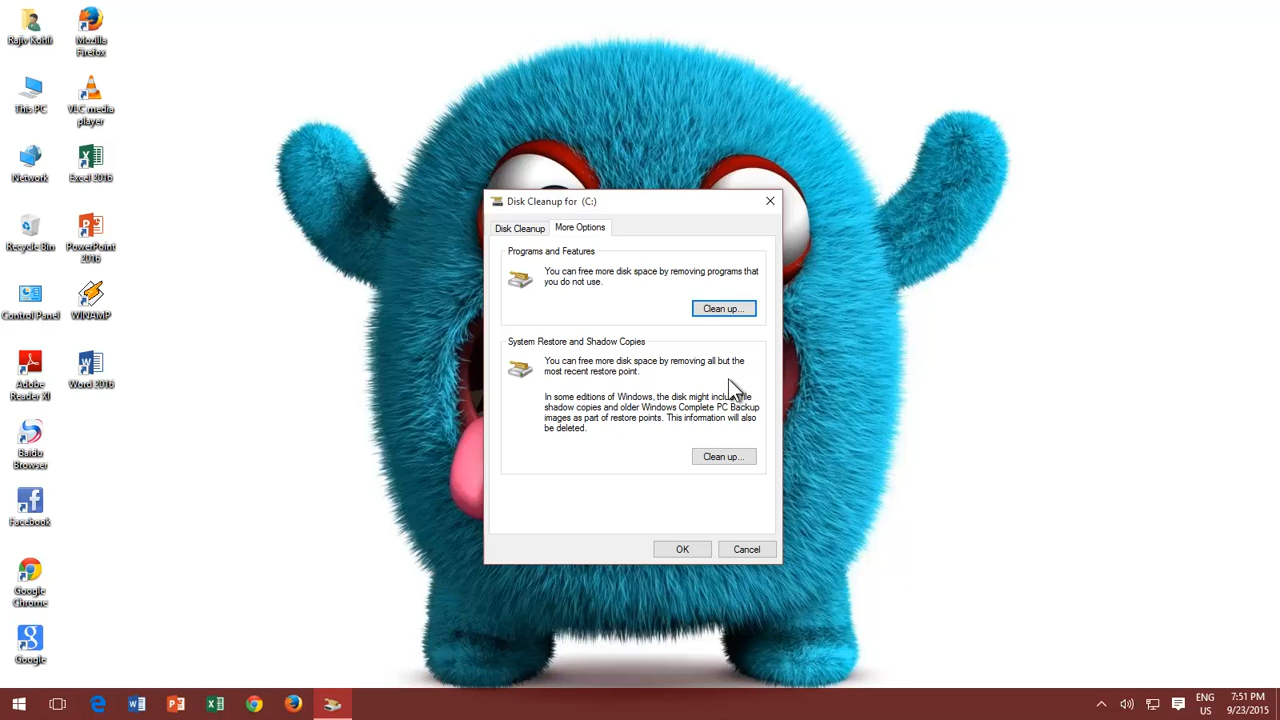 Rajiv Kohli
Mozilla
Firefox
This PC
VLC media
player
Network
Excel 2016
Recycle Bin
PowerPoint
2016
Control Panel
WINAMP
Adobe
Reader XI
Word 2016
Baidu
Browser
Facebook
Google
Chrome
Google
Disk Cleanup for (C:)
Disk Cleanup
More Options
Programs and Features
You can free more disk space by removing programs that
you do not use.
Clean up...
System Restore and Shadow Copies
You can free more disk space by removing all but the
most recent restore point.
In some editions of Windows, the disk might include file
shadow copies and older Windows Complete PC Backup
images as part of restore points. This information will also
be deleted.
Clean up...
OK
Cancel
ENG
US
7:51 PM
9/23/2015